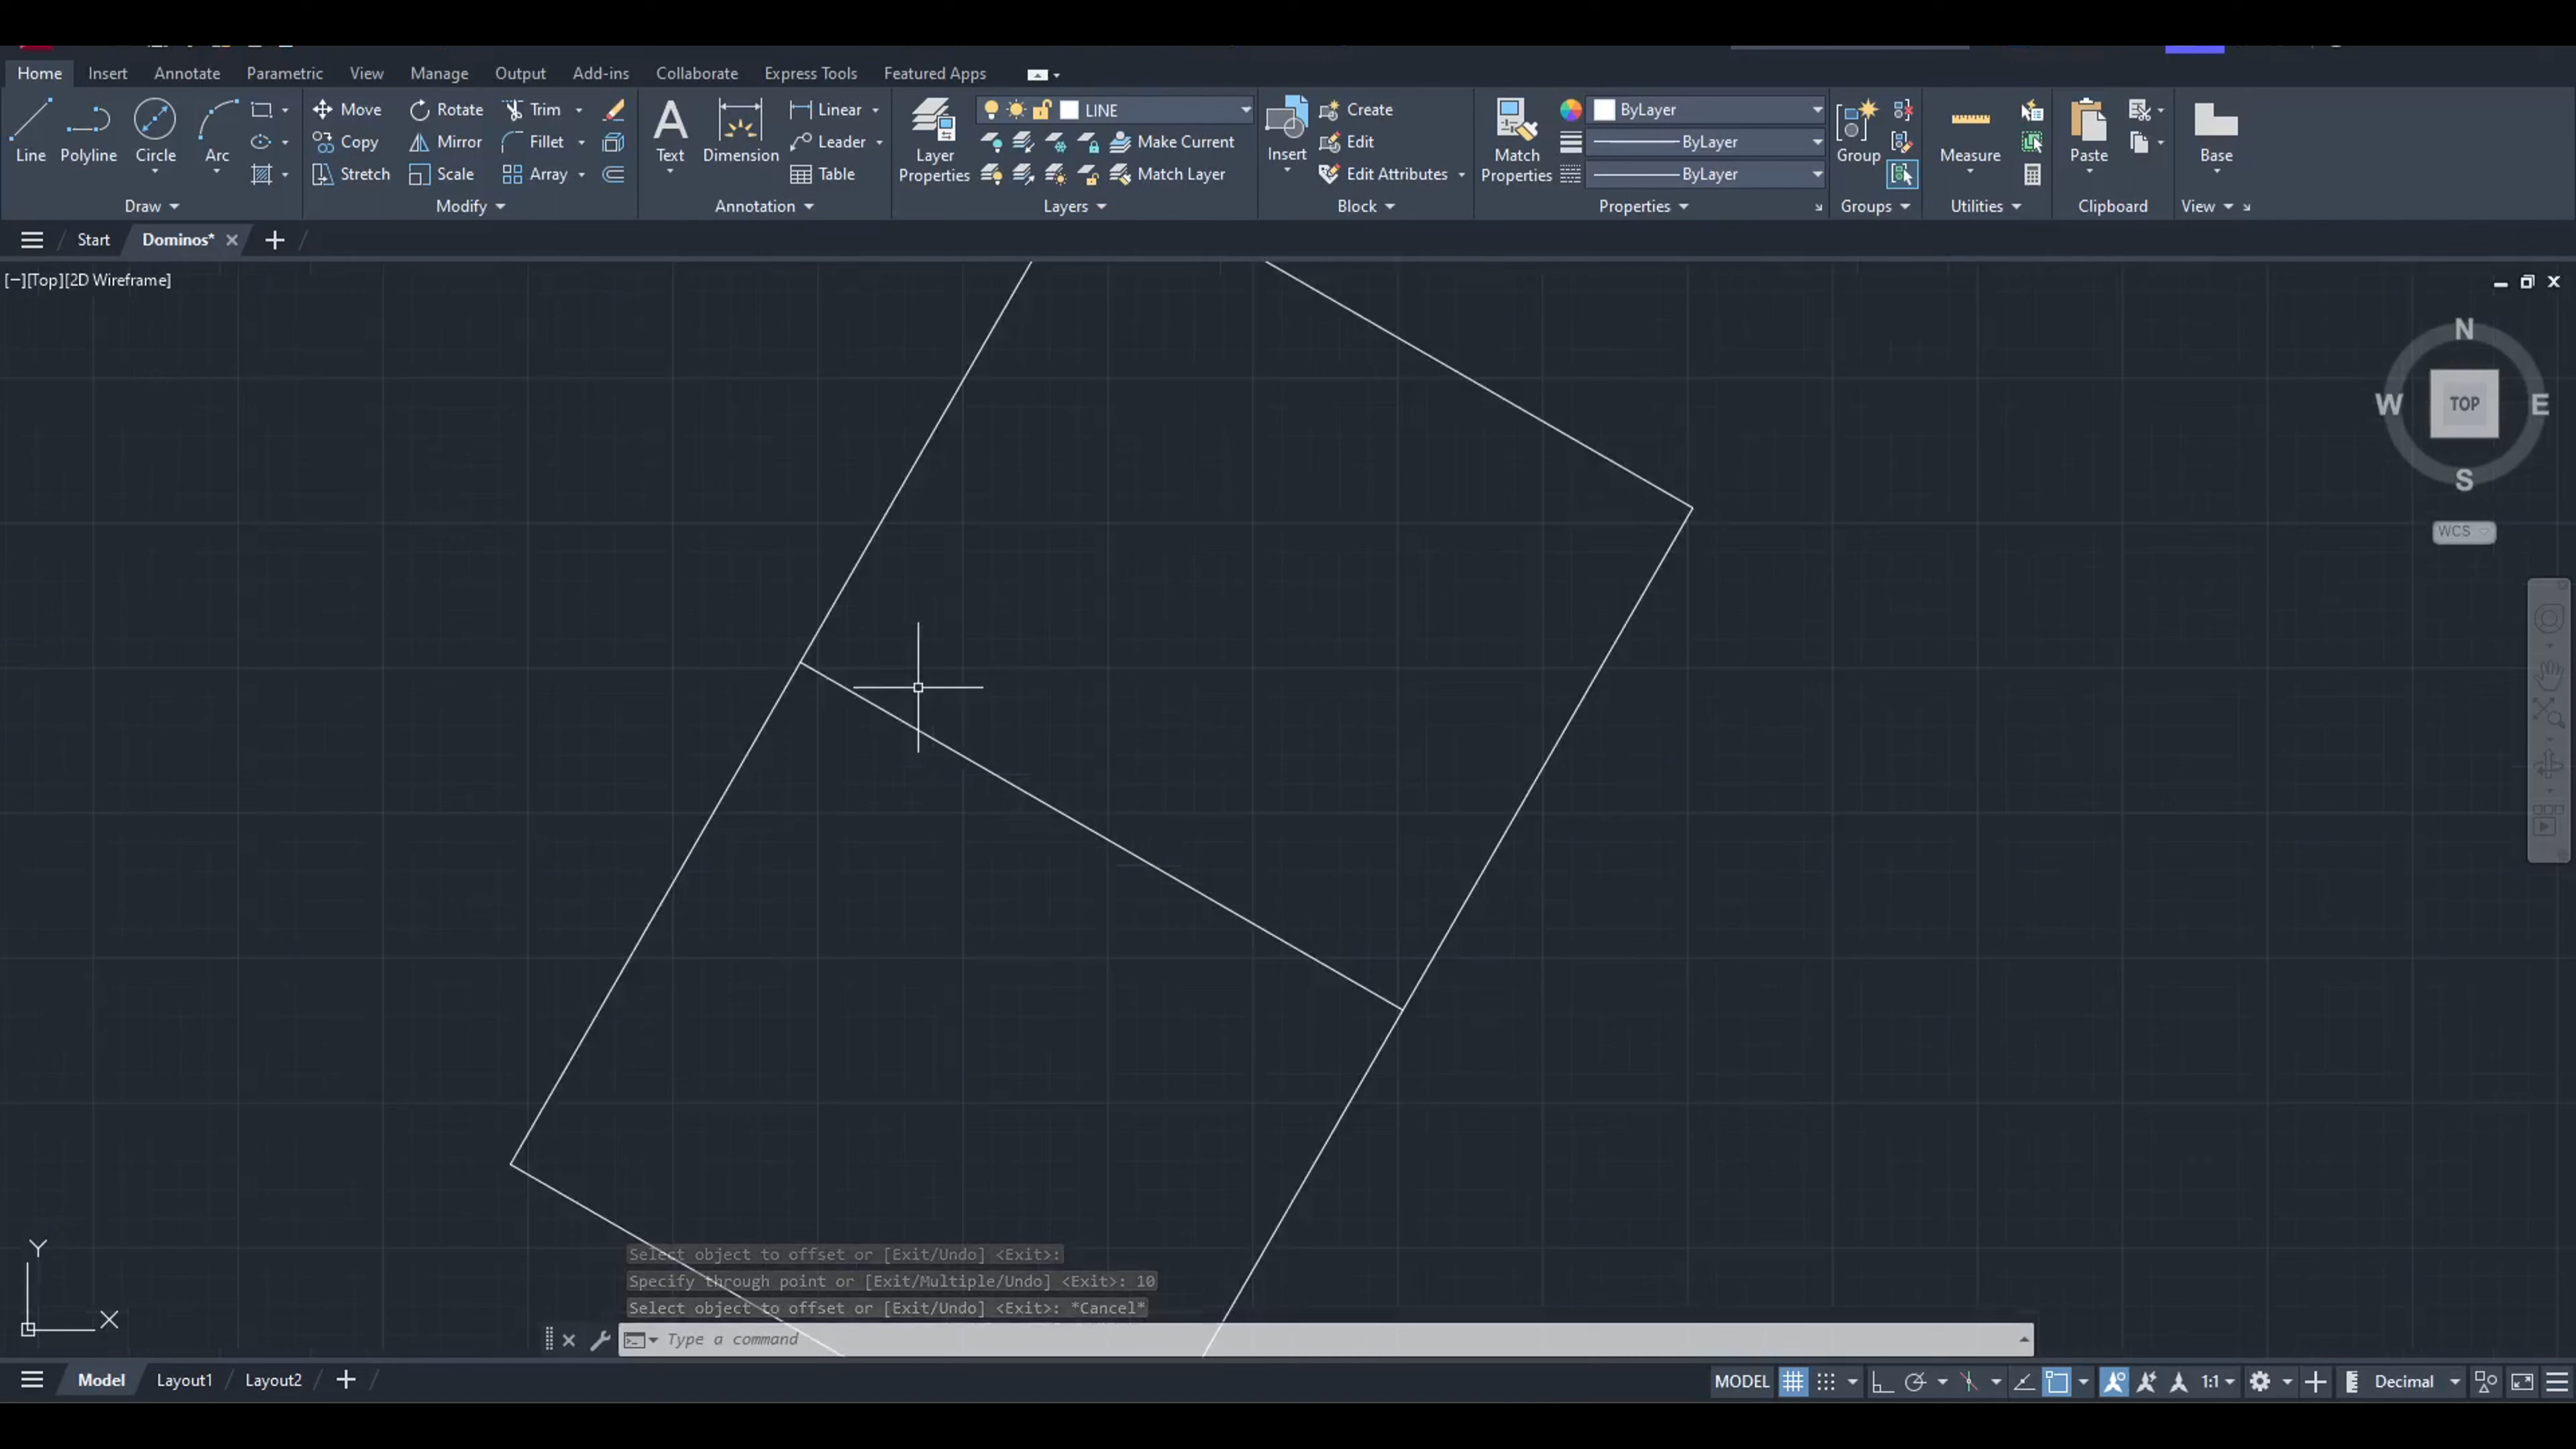 Home Insert Annotate Parametric View Manage Output Add-ins Collaborate Express Tools Featured Apps
Line Polyline Circle Arc
Move Rotate Trim
Copy Mirror Fillet
Stretch Scale Array
Text Dimension
Linear
Leader
Table
Layer Properties
LINE
Make Current
Match Layer
Insert
Create
Edit
Edit Attributes
Match Properties
ByLayer
ByLayer
ByLayer
Group
Measure
Paste
Base
Draw Modify Annotation Layers Block Properties Groups Utilities Clipboard View
Start Dominos*
[−][Top][2D Wireframe]
N
W TOP E
S
WCS
Y
X
Select object to offset or [Exit/Undo] <Exit>:
Specify through point or [Exit/Multiple/Undo] <Exit>: 10
Select object to offset or [Exit/Undo] <Exit>: *Cancel*
Type a command
Model Layout1 Layout2
MODEL 1:1 Decimal